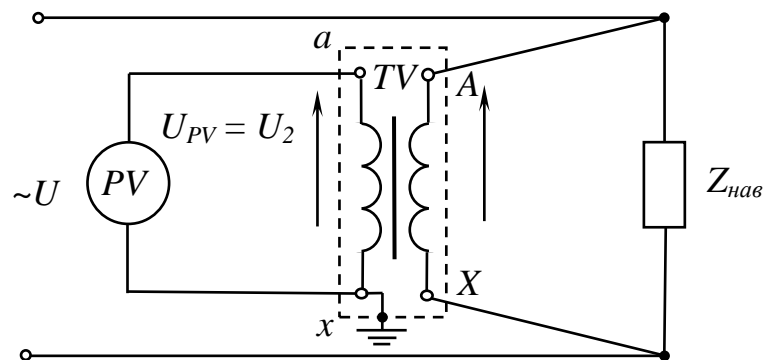 a
TV
A
U_PV = U_2
~U
PV
Z_нав
X
x